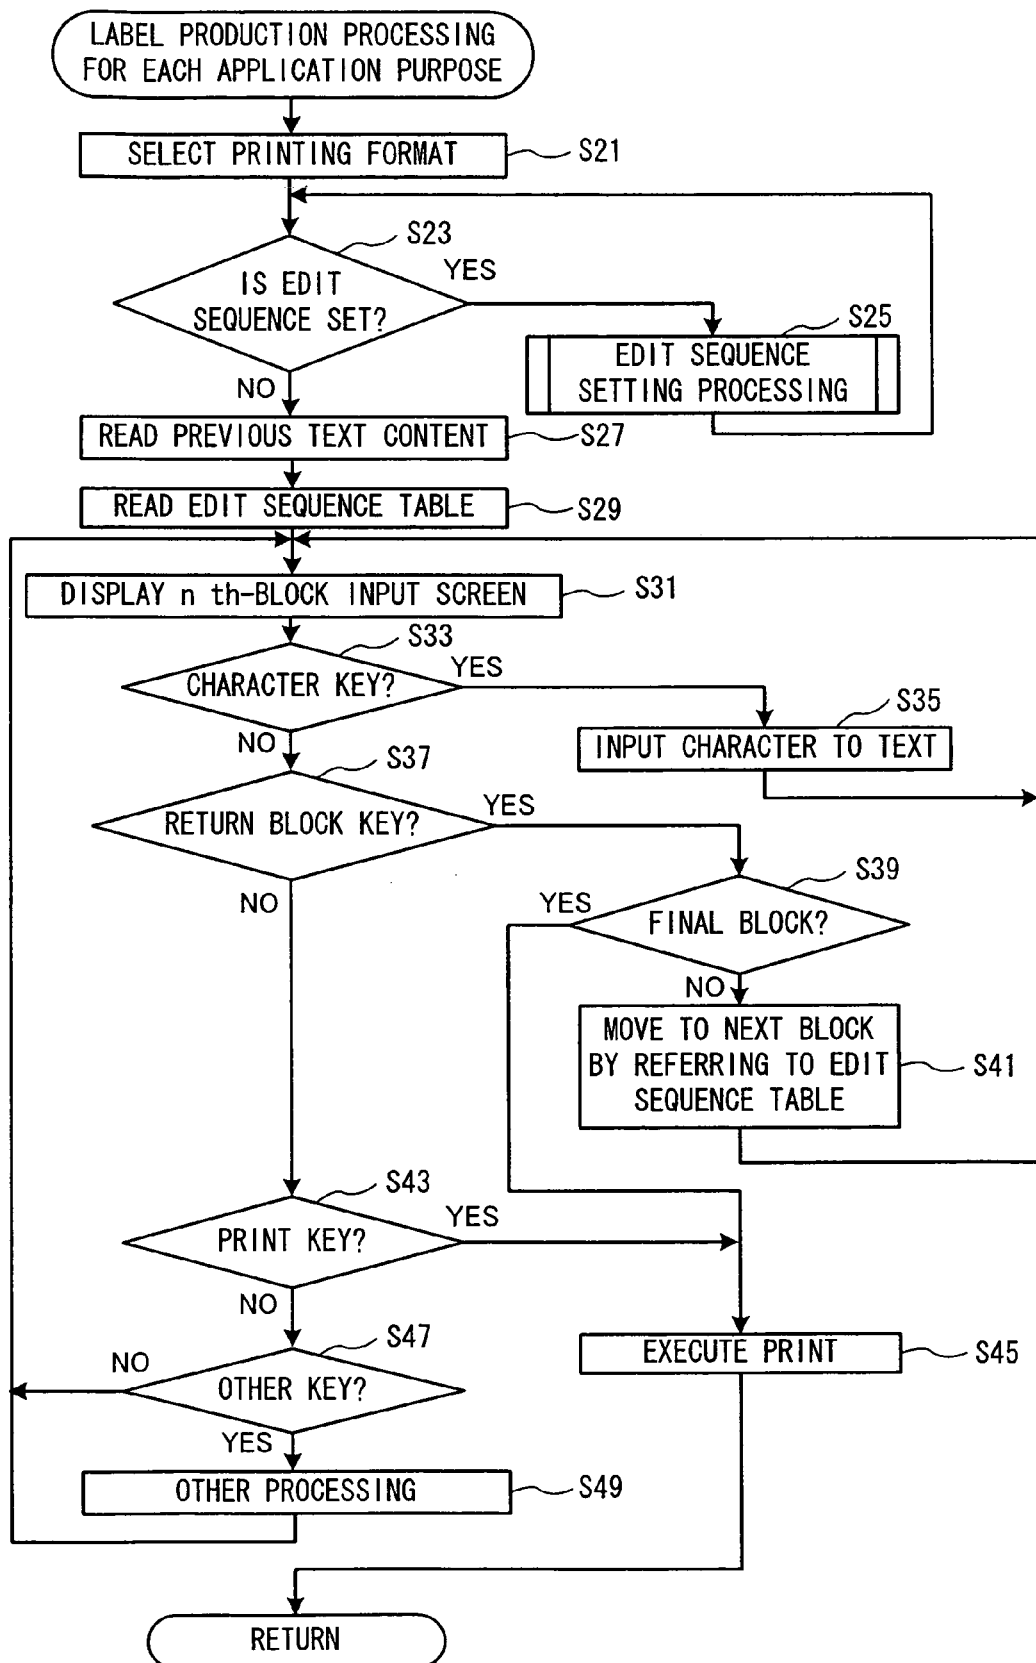 LABEL PRODUCTION PROCESSING
FOR EACH APPLICATION PURPOSE
SELECT PRINTING FORMAT
S21
S23
IS EDIT
SEQUENCE SET?
YES
NO
S25
EDIT SEQUENCE
SETTING PROCESSING
READ PREVIOUS TEXT CONTENT
S27
READ EDIT SEQUENCE TABLE
S29
DISPLAY n th-BLOCK INPUT SCREEN
S31
S33
CHARACTER KEY?
YES
NO
S35
INPUT CHARACTER TO TEXT
S37
RETURN BLOCK KEY?
YES
NO
S39
YES
FINAL BLOCK?
NO
MOVE TO NEXT BLOCK
BY REFERRING TO EDIT
SEQUENCE TABLE
S41
S43
PRINT KEY?
YES
NO
S47
NO
OTHER KEY?
YES
EXECUTE PRINT
S45
OTHER PROCESSING
S49
RETURN